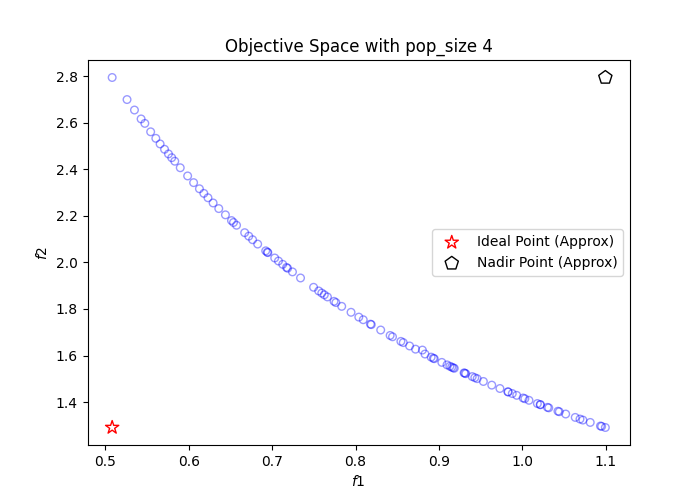 Objective Space with pop_size 4
f2
2.8
2.6
2.4
2.2
2.0
1.8
1.6
1.4
Ideal Point (Approx)
Nadir Point (Approx)
0.5 0.6 0.7 0.8 0.9 1.0 1.1
f1